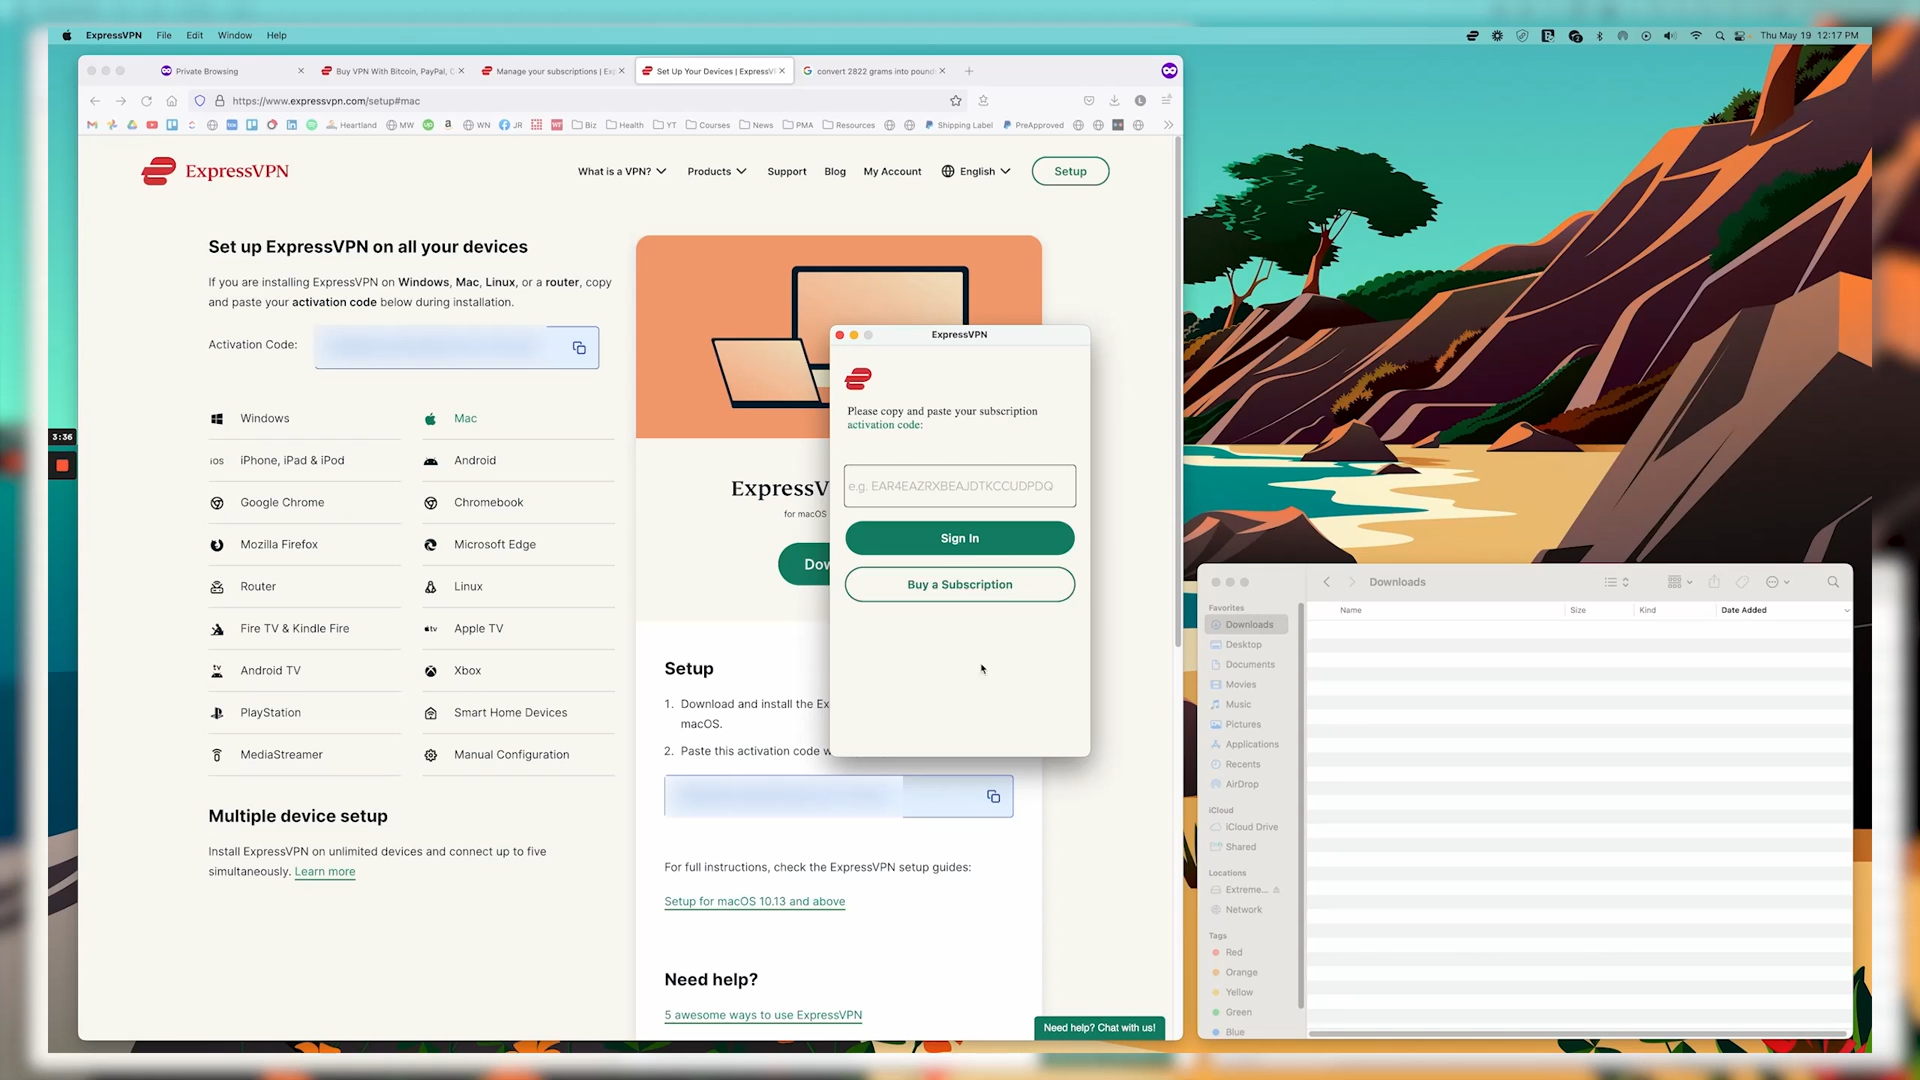 ExpressVPN File Edit Window Help
Thu May 19 12:17 PM
Private Browsing
Buy VPN With Bitcoin, PayPal, C
Manage your subscriptions | Exp
Set Up Your Devices | ExpressVP
convert 2822 grams into pound
https://www.expressvpn.com/setup#mac
Heartland MW WN JR Biz Health YT Courses News PMA Resources Shipping Label PreApproved
ExpressVPN
What is a VPN? Products Support Blog My Account English Setup
Set up ExpressVPN on all your devices
If you are installing ExpressVPN on Windows, Mac, Linux, or a router, copy
and paste your activation code below during installation.
Activation Code:
Windows
Mac
iOS iPhone, iPad & iPod
Android
Google Chrome
Chromebook
Mozilla Firefox
Microsoft Edge
Router
Linux
Fire TV & Kindle Fire
tv Apple TV
tv Android TV
Xbox
PlayStation
Smart Home Devices
MediaStreamer
Manual Configuration
Multiple device setup
Install ExpressVPN on unlimited devices and connect up to five
simultaneously. Learn more
3:36
ExpressV
for macOS
Dow
Setup
1. Download and install the Ex
macOS.
2. Paste this activation code w
For full instructions, check the ExpressVPN setup guides:
Setup for macOS 10.13 and above
Need help?
5 awesome ways to use ExpressVPN
Need help? Chat with us!
ExpressVPN
Please copy and paste your subscription
activation code:
e.g. EAR4EAZRXBEAJDTKCCUDPDQ
Sign In
Buy a Subscription
Downloads
Name Size Kind Date Added
Favorites
Downloads
Desktop
Documents
Movies
Music
Pictures
Applications
Recents
AirDrop
iCloud
iCloud Drive
Shared
Locations
Extreme...
Network
Tags
Red
Orange
Yellow
Green
Blue